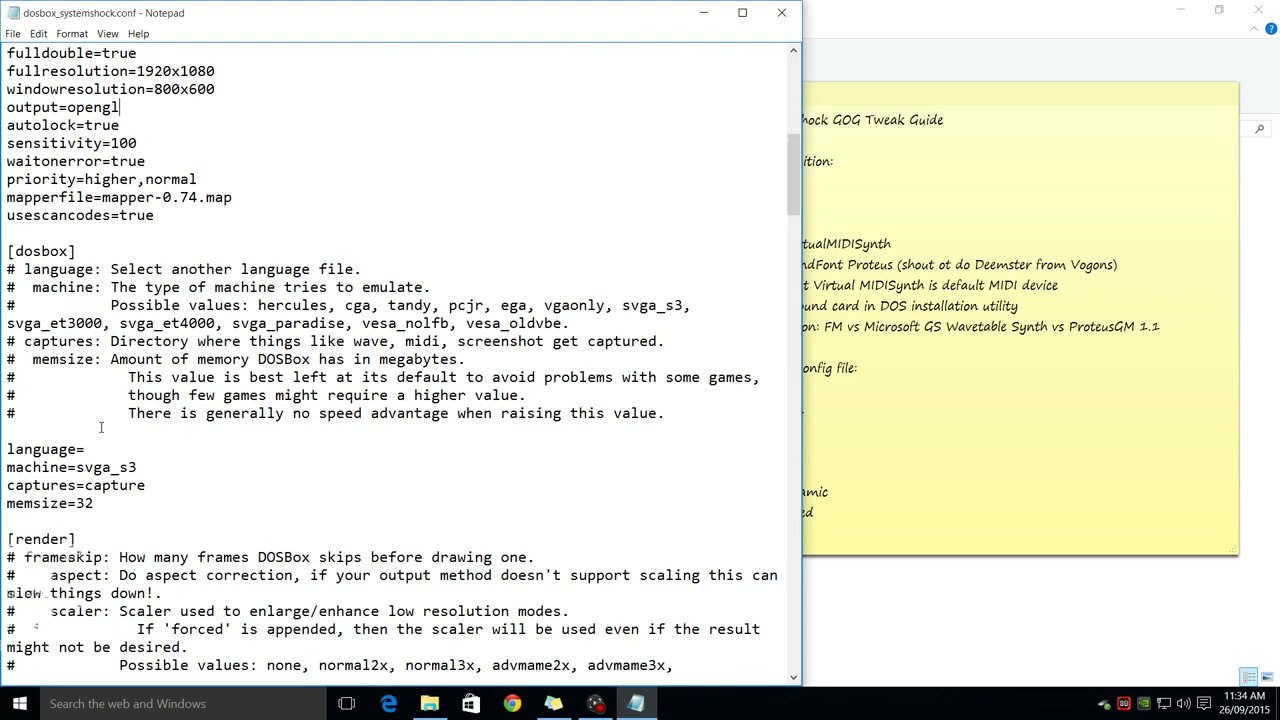 dosbox_systemshock.conf - Notepad
File Edit Format View Help
fulldouble=true
fullresolution=1920x1080
windowresolution=800x600
output=opengl
autolock=true
sensitivity=100
waitonerror=true
priority=higher,normal
mapperfile=mapper-0.74.map
usescancodes=true
[dosbox]
# language: Select another language file.
# machine: The type of machine tries to emulate.
# Possible values: hercules, cga, tandy, pcjr, ega, vgaonly, svga_s3,
svga_et3000, svga_et4000, svga_paradise, vesa_nolfb, vesa_oldvbe.
# captures: Directory where things like wave, midi, screenshot get captured.
# memsize: Amount of memory DOSBox has in megabytes.
# This value is best left at its default to avoid problems with some games,
# though few games might require a higher value.
# There is generally no speed advantage when raising this value.
language=
machine=svga_s3
captures=capture
memsize=32
[render]
# frameskip: How many frames DOSBox skips before drawing one.
# aspect: Do aspect correction, if your output method doesn't support scaling this can
slow things down!.
# scaler: Scaler used to enlarge/enhance low resolution modes.
# If 'forced' is appended, then the scaler will be used even if the result
might not be desired.
# Possible values: none, normal2x, normal3x, advmame2x, advmame3x,
hock GOG Tweak Guide
ition:
tualMIDISynth
ndFont Proteus (shout ot do Deemster from Vogons)
t Virtual MIDISynth is default MIDI device
und card in DOS installation utility
on: FM vs Microsoft GS Wavetable Synth vs ProteusGM 1.1
onfig file:
amic
ed
Search the web and Windows
11:34 AM
26/09/2015